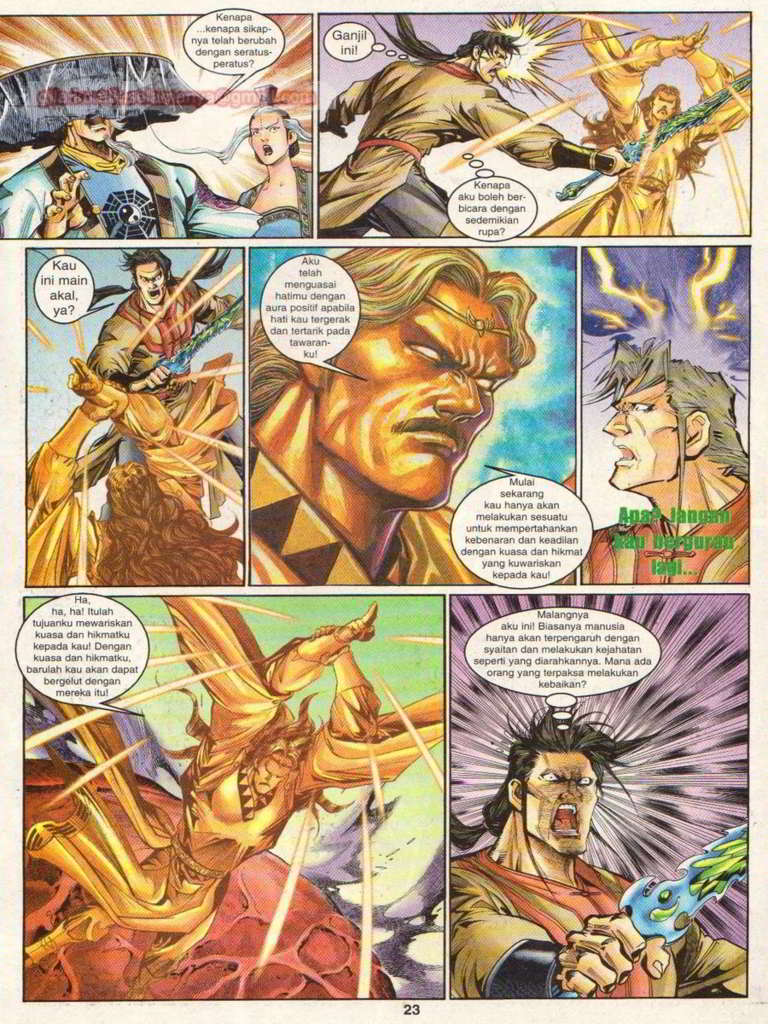 Kenapa
...kenapa sikap-
nya telah berubah
dengan seratus-
peratus?
Ganjil
ini!
Kenapa
aku boleh ber-
bicara dengan
sedemikian
rupa?
Kau
ini main
akal,
ya?
Aku
telah
menguasai
hatimu dengan
aura positif apabila
hati kau tergerak
dan tertarik pada
tawaran-
ku!
Mulai
sekarang
kau hanya akan
melakukan sesuatu
untuk mempertahankan
kebenaran dan keadilan
dengan kuasa dan hikmat
yang kuwariskan
kepada kau!
Apa? Jangan
kau bergurau
lagi...
Ha,
ha, ha! Itulah
tujuanku mewariskan
kuasa dan hikmatku
kepada kau! Dengan
kuasa dan hikmatku,
barulah kau akan dapat
bergelut dengan
mereka itu!
Malangnya
aku ini! Biasanya manusia
hanya akan terpengaruh dengan
syaitan dan melakukan kejahatan
seperti yang diarahkannya. Mana ada
orang yang terpaksa melakukan
kebaikan?
23